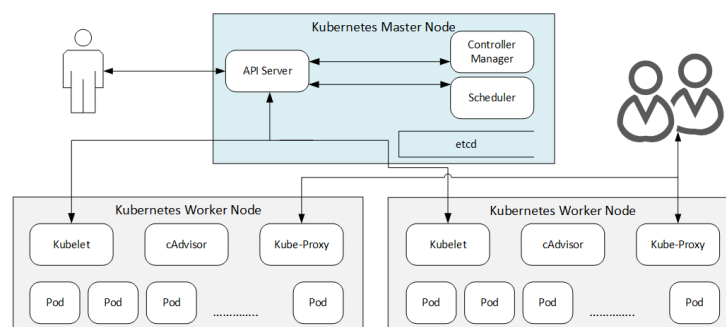 Kubernetes Master Node
API Server
Controller
Manager
Scheduler
etcd
Kubernetes Worker Node
Kubelet
cAdvisor
Kube-Proxy
Pod
Pod
Pod
..............
Pod
Kubernetes Worker Node
Kubelet
cAdvisor
Kube-Proxy
Pod
Pod
Pod
..............
Pod